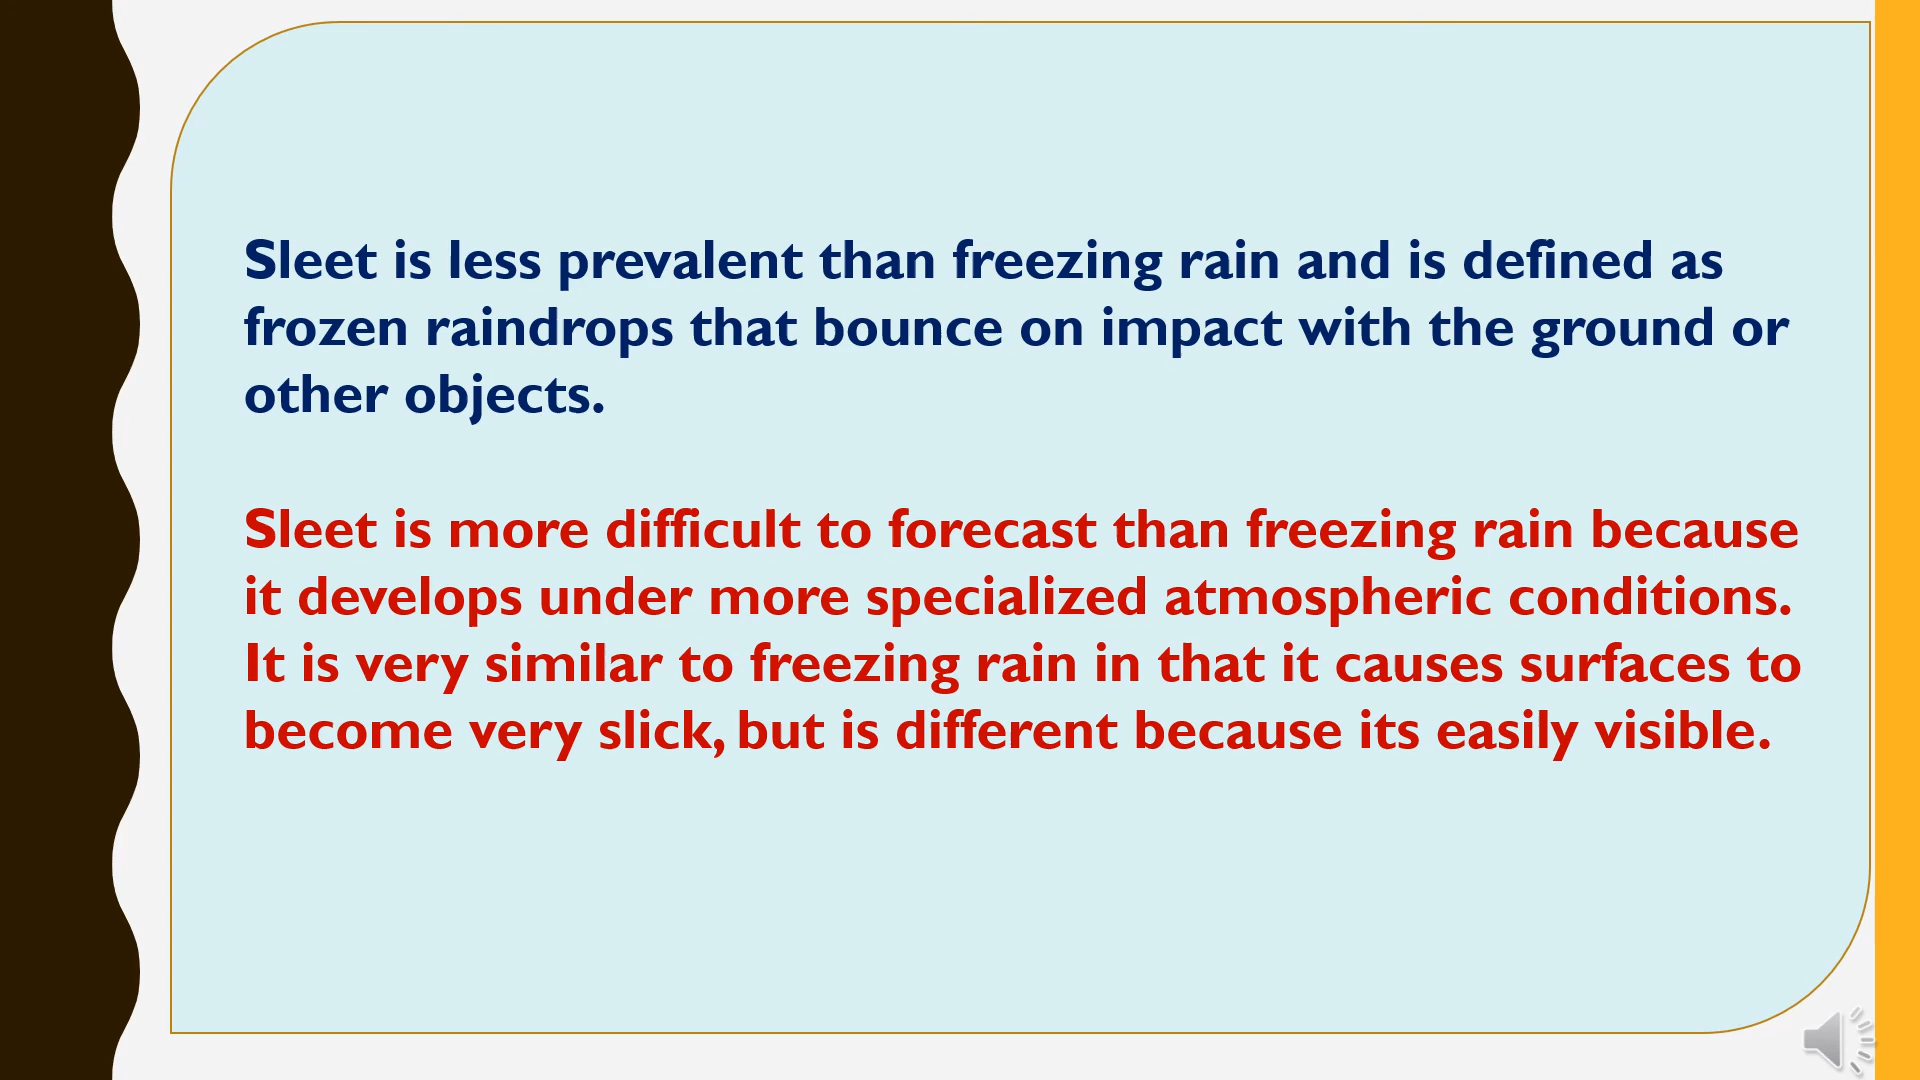 Sleet is less prevalent than freezing rain and is defined as
frozen raindrops that bounce on impact with the ground or
other objects.
Sleet is more difficult to forecast than freezing rain because
it develops under more specialized atmospheric conditions.
It is very similar to freezing rain in that it causes surfaces to
become very slick, but is different because its easily visible.